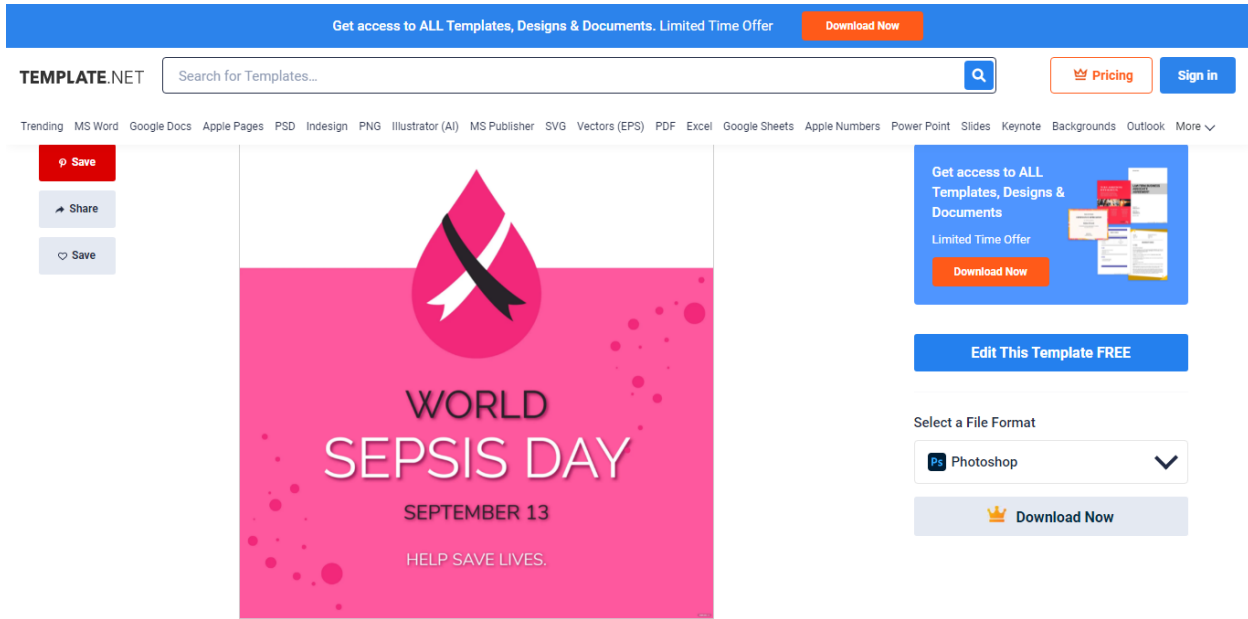 Get access to ALL Templates, Designs & Documents. Limited Time Offer
Download Now
TEMPLATE.NET
Search for Templates...
Pricing
Sign in
Trending MS Word Google Docs Apple Pages PSD Indesign PNG Illustrator (AI) MS Publisher SVG Vectors (EPS) PDF Excel Google Sheets Apple Numbers Power Point Slides Keynote Backgrounds Outlook More
Save
Share
Save
WORLD
SEPSIS DAY
SEPTEMBER 13
HELP SAVE LIVES.
Get access to ALL
Templates, Designs &
Documents
Limited Time Offer
Download Now
Edit This Template FREE
Select a File Format
Ps Photoshop
Download Now